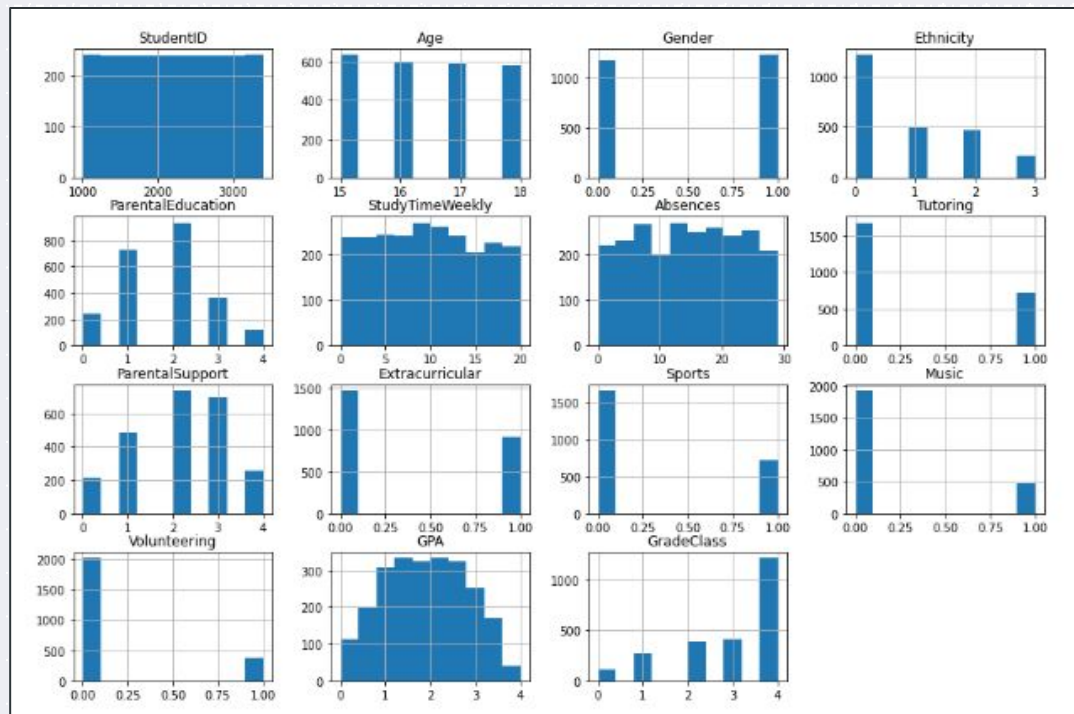 StudentID Age Gender Ethnicity
200 600 1000 1000
400
100 500 500
200
0 0 0 0
1000 2000 3000 15 16 17 18 0.00 0.25 0.50 0.75 1.00 0 1 2 3
ParentalEducation StudyTimeWeekly Absences Tutoring
800 1500
600 200 200 1000
400 100 100 500
200
0 0 0 0
0 1 2 3 4 0 5 10 15 20 0 10 20 30 0.00 0.25 0.50 0.75 1.00
ParentalSupport Extracurricular Sports Music
1500 2000
600 1500 1500
400 1000 1000 1000
200 500 500 500
0 0 0 0
0 1 2 3 4 0.00 0.25 0.50 0.75 1.00 0.00 0.25 0.50 0.75 1.00 0.00 0.25 0.50 0.75 1.00
Volunteering GPA GradeClass
2000 300
1500 1000
200
1000 500
500 100
0 0 0
0.00 0.25 0.50 0.75 1.00 0 1 2 3 4 0 1 2 3 4